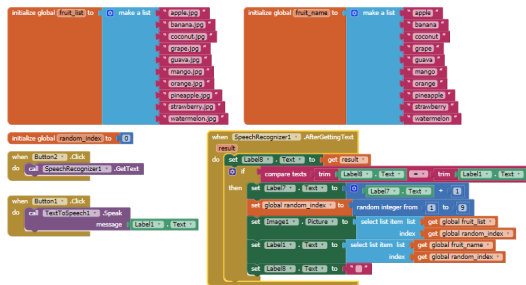 initialize global fruit_list to make a list " apple.jpg "
" banana.jpg "
" coconut.jpg "
" grape.jpg "
" guava.jpg "
" mango.jpg "
" orange.jpg "
" pineapple.jpg "
" strawberry.jpg "
" watermelon.jpg "
initialize global fruit_name to make a list " apple "
" banana "
" coconut "
" grape "
" guava "
" mango "
" orange "
" pineapple "
" strawberry "
" watermelon "
initialize global random_index to 0
when Button2 .Click
do call SpeechRecognizer1 .GetText
when Button1 .Click
do call TextToSpeech1 .Speak
message Label1 . Text
when SpeechRecognizer1 .AfterGettingText
result
do set Label8 . Text to get result
if compare texts trim Label8 . Text = trim Label1 . Text
then set Label7 . Text to Label7 . Text + 1
set global random_index to random integer from 1 to 5
set Image1 . Picture to select list item list get global fruit_list
index get global random_index
set Label1 . Text to select list item list get global fruit_name
index get global random_index
set Label8 . Text to " "